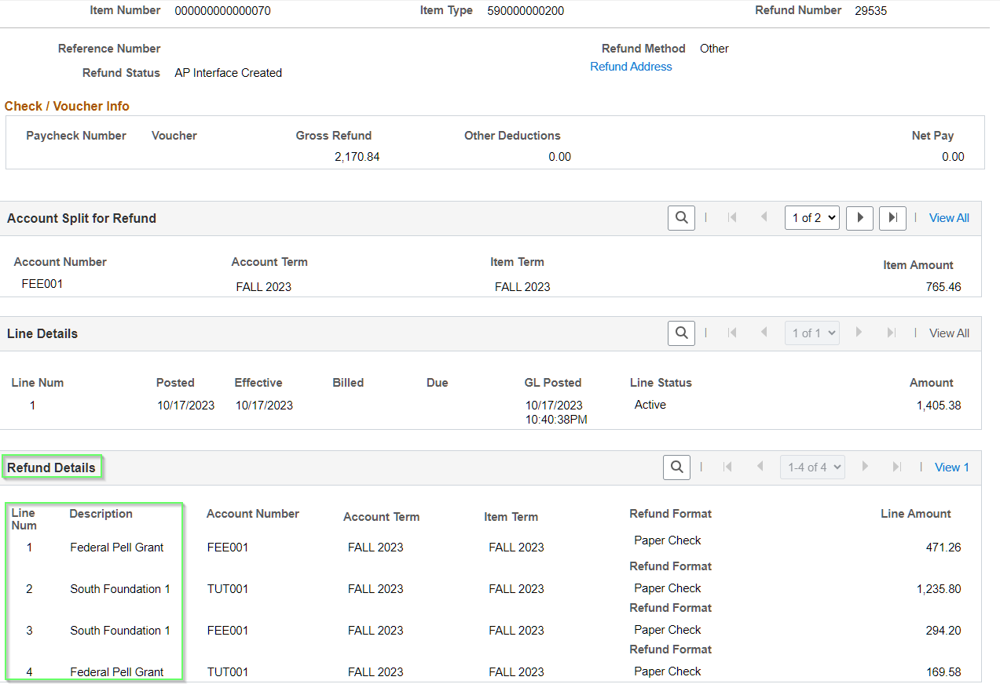 Item Number 000000000000070 Item Type 590000000200 Refund Number 29535
Reference Number Refund Method Other
Refund Address
Refund Status AP Interface Created
Check / Voucher Info
Paycheck Number Voucher Gross Refund Other Deductions Net Pay
2,170.84 0.00 0.00
Account Split for Refund 1 of 2 View All
Account Number Account Term Item Term Item Amount
FEE001 FALL 2023 FALL 2023 765.46
Line Details 1 of 1 View All
Line Num Posted Effective Billed Due GL Posted Line Status Amount
1 10/17/2023 10/17/2023 10/17/2023 Active 1,405.38
10:40:38PM
Refund Details 1-4 of 4 View 1
Line Description Account Number Account Term Item Term Refund Format Line Amount
Num
1 Federal Pell Grant FEE001 FALL 2023 FALL 2023 Paper Check 471.26
Refund Format
2 South Foundation 1 TUT001 FALL 2023 FALL 2023 Paper Check 1,235.80
Refund Format
3 South Foundation 1 FEE001 FALL 2023 FALL 2023 Paper Check 294.20
Refund Format
4 Federal Pell Grant TUT001 FALL 2023 FALL 2023 Paper Check 169.58